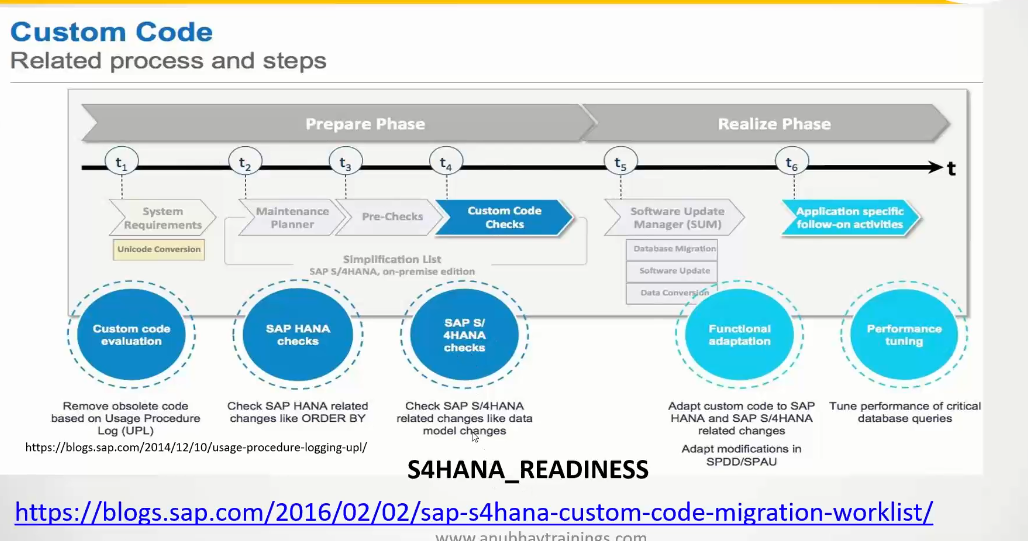 Custom Code
Related process and steps
Prepare Phase
Realize Phase
t1
t2
t3
t4
t5
t6
t
System
Requirements
Unicode Conversion
Maintenance
Planner
Pre-Checks
Custom Code
Checks
Simplification List
SAP S/4HANA, on-premise edition
Software Update
Manager (SUM)
Database Migration
Software Update
Data Conversion
Application specific
follow-on activities
Custom code
evaluation
Remove obsolete code
based on Usage Procedure
Log (UPL)
https://blogs.sap.com/2014/12/10/usage-procedure-logging-upl/
SAP HANA
checks
Check SAP HANA related
changes like ORDER BY
SAP S/
4HANA
checks
Check SAP S/4HANA
related changes like data
model changes
Functional
adaptation
Adapt custom code to SAP
HANA and SAP S/4HANA
related changes
Adapt modifications in
SPDD/SPAU
Performance
tuning
Tune performance of critical
database queries
S4HANA_READINESS
https://blogs.sap.com/2016/02/02/sap-s4hana-custom-code-migration-worklist/
www.anubhavtrainings.com